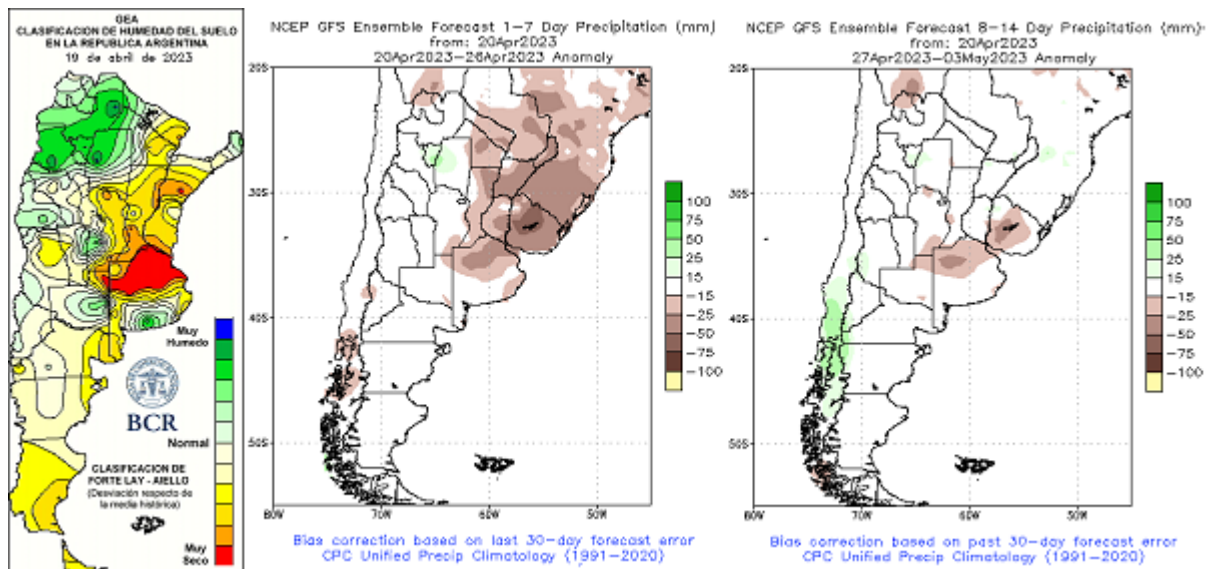 GEA
CLASIFICACION DE HUMEDAD DEL SUELO
EN LA REPUBLICA ARGENTINA
19 de abril de 2023
Muy
Humedo
BCR
Normal
CLASIFICACION DE
FORTE LAY - AIELLO
(Desviación respecto de
la media histórica)
Muy
Seco
NCEP GFS Ensemble Forecast 1-7 Day Precipitation (mm)
from: 20Apr2023
20Apr2023-26Apr2023 Anomaly
20S
30S
40S
50S
80W
70W
60W
50W
100
75
50
25
15
-15
-25
-50
-75
-100
Bias correction based on last 30-day forecast error
CPC Unified Precip Climatology (1991-2020)
NCEP GFS Ensemble Forecast 8-14 Day Precipitation (mm)
from: 20Apr2023
27Apr2023-03May2023 Anomaly
20S
30S
40S
50S
80W
70W
60W
50W
100
75
50
25
15
-15
-25
-50
-75
-100
Bias correction based on past 30-day forecast error
CPC Unified Precip Climatology (1991-2020)